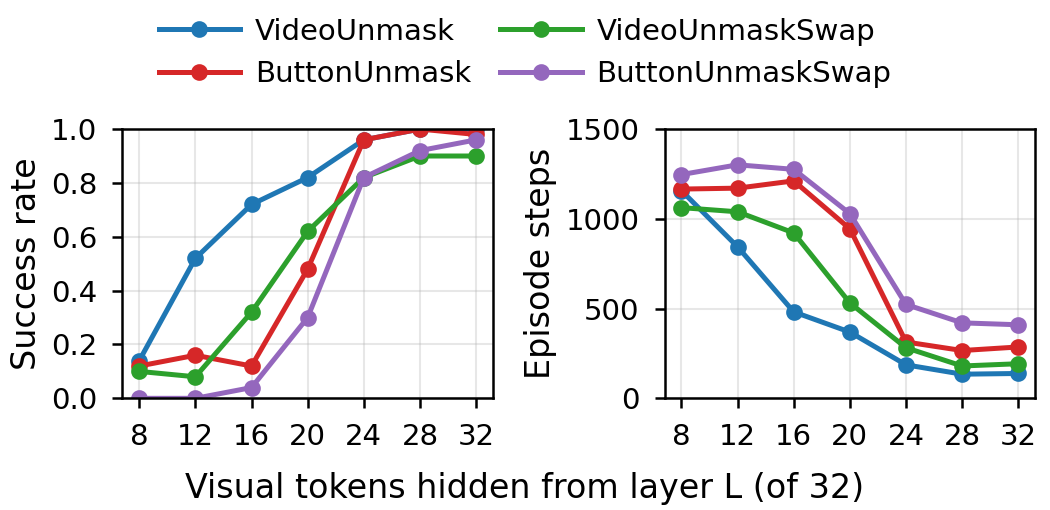 VideoUnmask
VideoUnmaskSwap
ButtonUnmask
ButtonUnmaskSwap
Success rate
1.0
0.8
0.6
0.4
0.2
0.0
8 12 16 20 24 28 32
Episode steps
1500
1000
500
0
8 12 16 20 24 28 32
Visual tokens hidden from layer L (of 32)